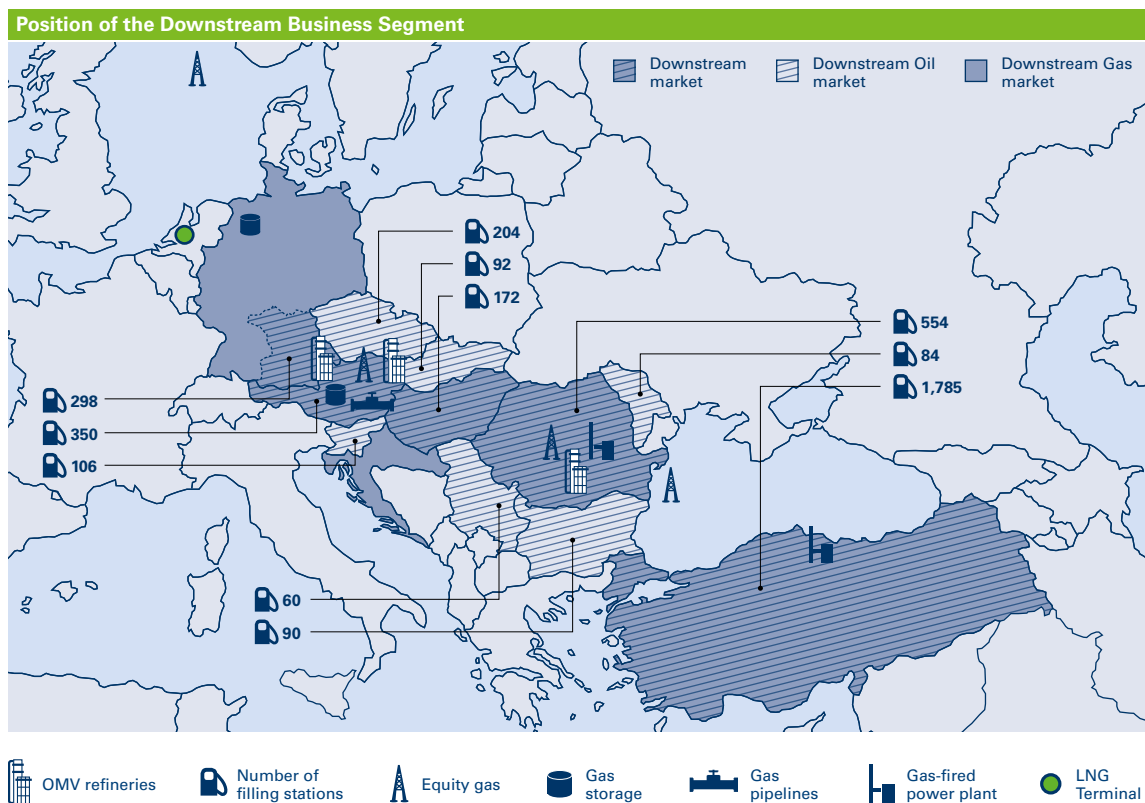 Position of the Downstream Business Segment
Downstream
market
Downstream Oil
market
Downstream Gas
market
204
92
172
554
84
1,785
298
350
106
60
90
OMV refineries
Number of
filling stations
Equity gas
Gas
storage
Gas
pipelines
Gas-fired
power plant
LNG
Terminal